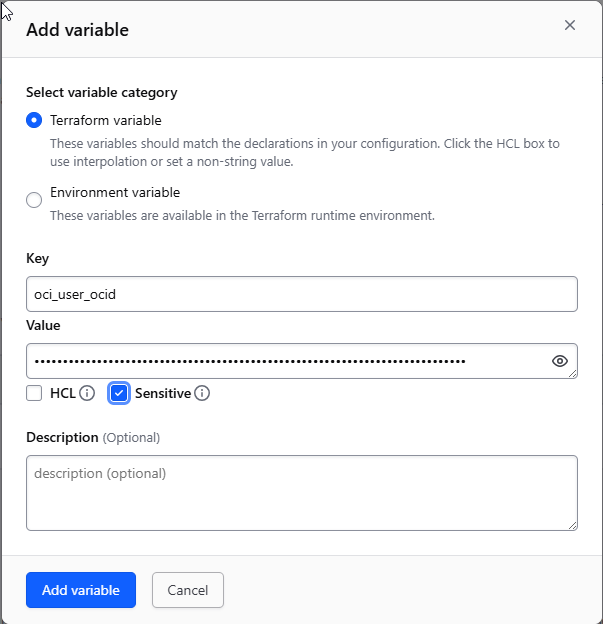 Add variable
Select variable category
Terraform variable
These variables should match the declarations in your configuration. Click the HCL box to
use interpolation or set a non-string value.
Environment variable
These variables are available in the Terraform runtime environment.
Key
oci_user_ocid
Value
••••••••••••••••••••••••••••••••••••••••••••••••••••••••••••••••••••••••••••
HCL Sensitive
Description (Optional)
description (optional)
Add variable Cancel